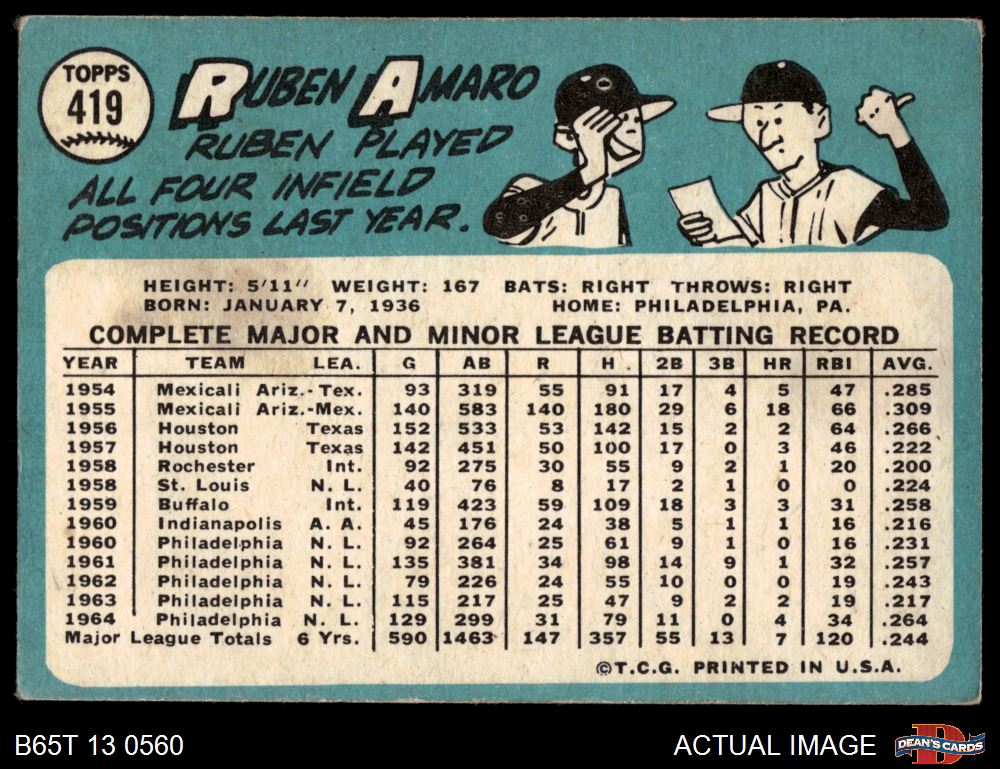 TOPPS
419
RUBEN AMARO
RUBEN PLAYED
ALL FOUR INFIELD
POSITIONS LAST YEAR.
HEIGHT: 5'11" WEIGHT: 167 BATS: RIGHT THROWS: RIGHT
BORN: JANUARY 7, 1936 HOME: PHILADELPHIA, PA.
COMPLETE MAJOR AND MINOR LEAGUE BATTING RECORD
YEAR TEAM LEA. G AB R H 2B 3B HR RBI AVG.
1954 Mexicali Ariz.-Tex. 93 319 55 91 17 4 5 47 .285
1955 Mexicali Ariz.-Mex. 140 583 140 180 29 6 18 66 .309
1956 Houston Texas 152 533 53 142 15 2 2 64 .266
1957 Houston Texas 142 451 50 100 17 0 3 46 .222
1958 Rochester Int. 92 275 30 55 9 2 1 20 .200
1958 St. Louis N. L. 40 76 8 17 2 1 0 0 .224
1959 Buffalo Int. 119 423 59 109 18 3 3 31 .258
1960 Indianapolis A. A. 45 176 24 38 5 1 1 16 .216
1960 Philadelphia N. L. 92 264 25 61 9 1 0 16 .231
1961 Philadelphia N. L. 135 381 34 98 14 9 1 32 .257
1962 Philadelphia N. L. 79 226 24 55 10 0 0 19 .243
1963 Philadelphia N. L. 115 217 25 47 9 2 2 19 .217
1964 Philadelphia N. L. 129 299 31 79 11 0 4 34 .264
Major League Totals 6 Yrs. 590 1463 147 357 55 13 7 120 .244
©T.C.G. PRINTED IN U.S.A.
B65T 13 0560 ACTUAL IMAGE
D
DEAN'S CARDS